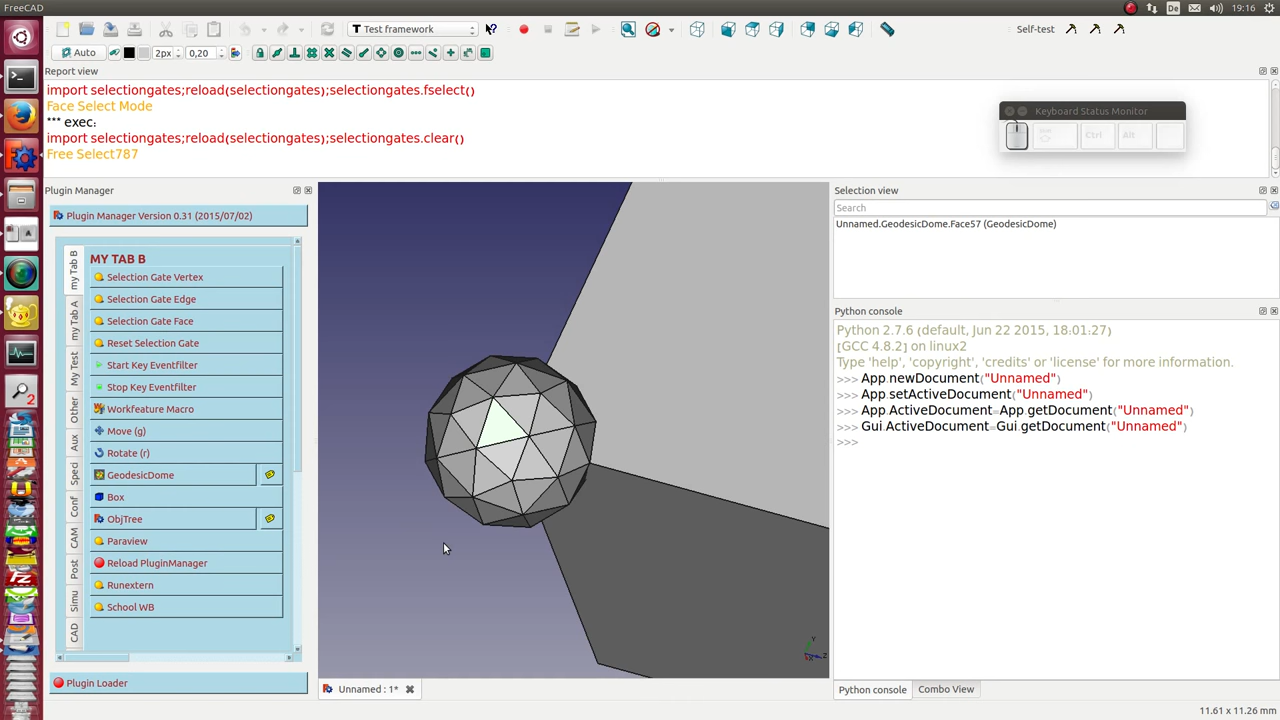 FreeCAD
De
19:16
Test framework
Self-test
Auto
2px
0,20
Report view
import selectiongates;reload(selectiongates);selectiongates.fselect()
Face Select Mode
*** exec:
import selectiongates;reload(selectiongates);selectiongates.clear()
Free Select787
Keyboard Status Monitor
Ctrl
Alt
Plugin Manager
Plugin Manager Version 0.31 (2015/07/02)
my Tab B
my Tab A
My Test
Other
Aux
Sped
Conf
CAM
Post
Simu
CAD
MY TAB B
Selection Gate Vertex
Selection Gate Edge
Selection Gate Face
Reset Selection Gate
Start Key Eventfilter
Stop Key Eventfilter
Workfeature Macro
Move (g)
Rotate (r)
GeodesicDome
Box
ObjTree
Paraview
Reload PluginManager
Runextern
School WB
Plugin Loader
Y
Z
Unnamed : 1*
Selection view
Search
Unnamed.GeodesicDome.Face57 (GeodesicDome)
Python console
Python 2.7.6 (default, Jun 22 2015, 18:01:27)
[GCC 4.8.2] on linux2
Type 'help', 'copyright', 'credits' or 'license' for more information.
>>> App.newDocument("Unnamed")
>>> App.setActiveDocument("Unnamed")
>>> App.ActiveDocument=App.getDocument("Unnamed")
>>> Gui.ActiveDocument=Gui.getDocument("Unnamed")
>>>
Python console
Combo View
11.61 x 11.26 mm